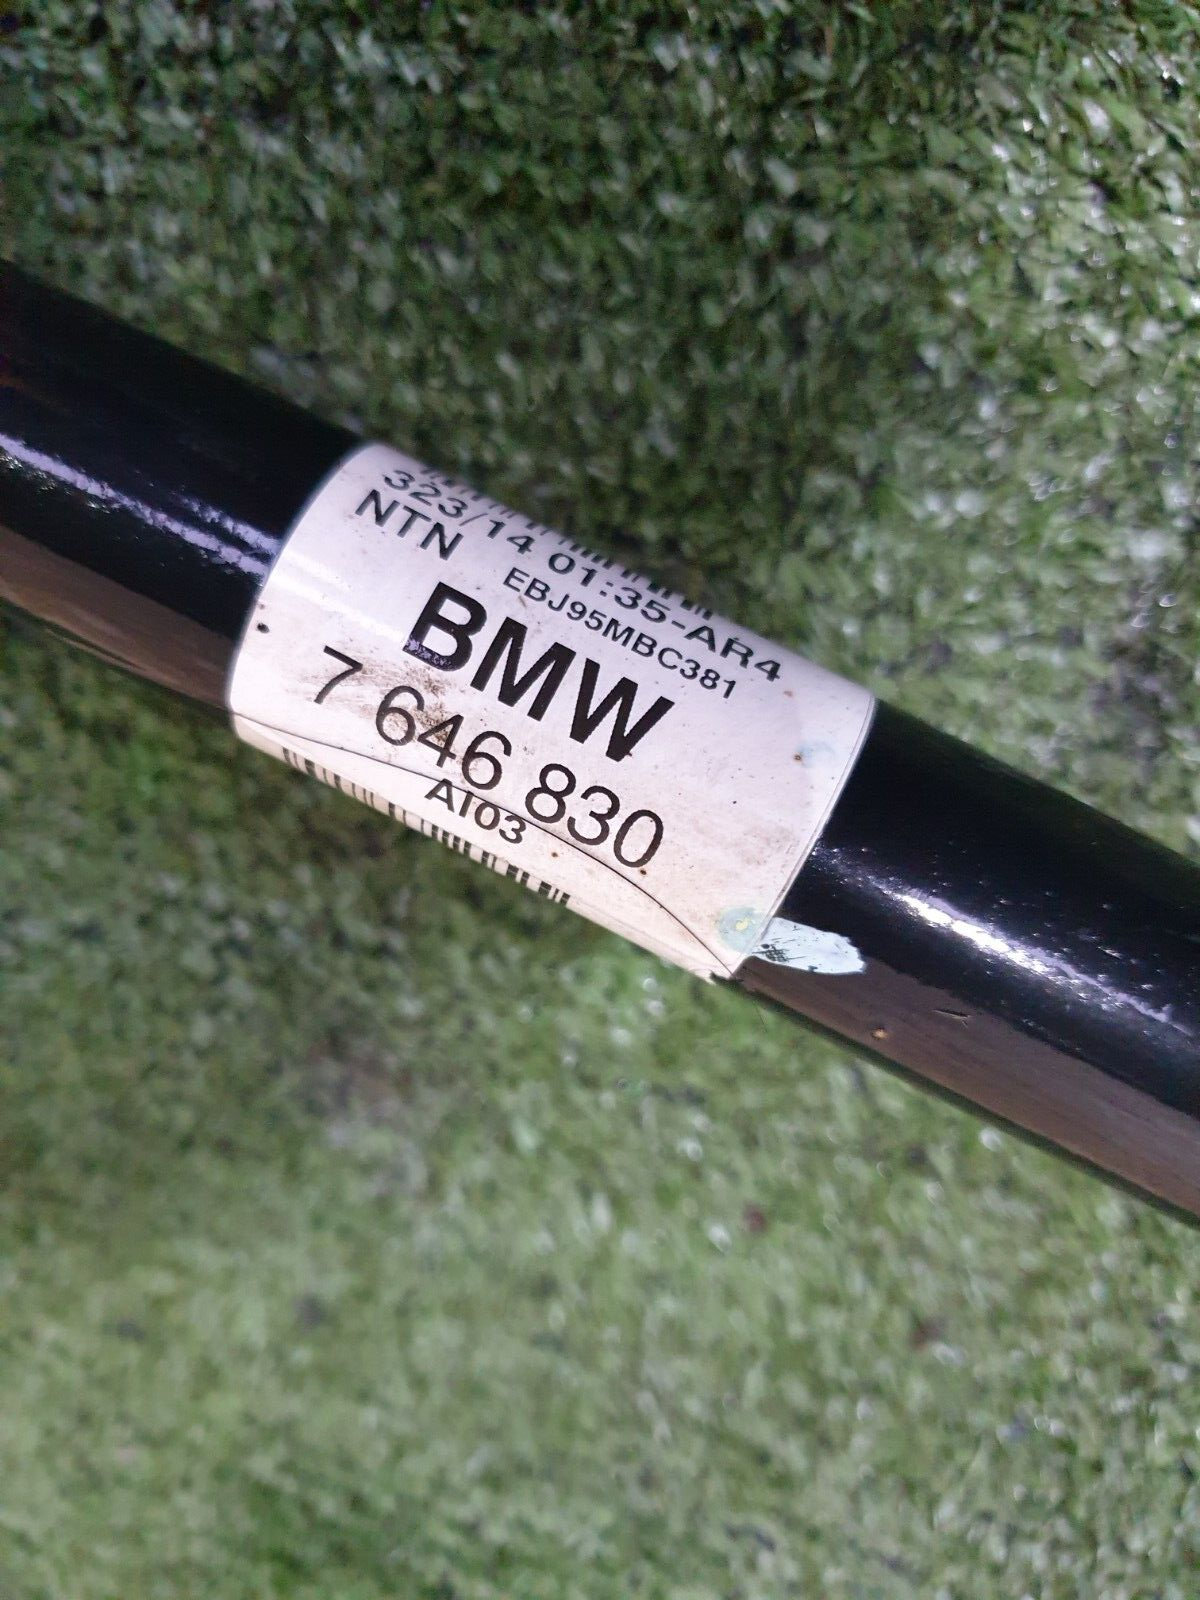 323/14 01:35-AR4
NTN EBJ95MBC381
BMW
7 646 830
AI03